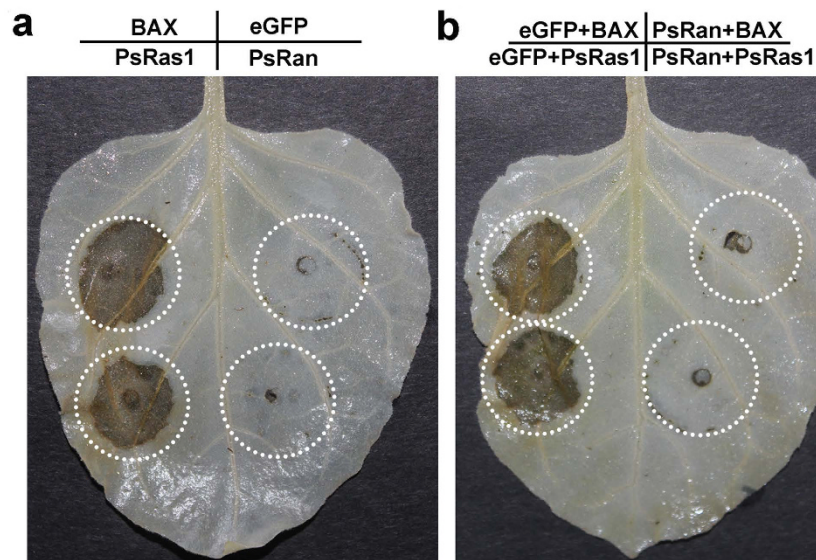 a
BAX eGFP
PsRas1 PsRan
b
eGFP+BAX PsRan+BAX
eGFP+PsRas1 PsRan+PsRas1